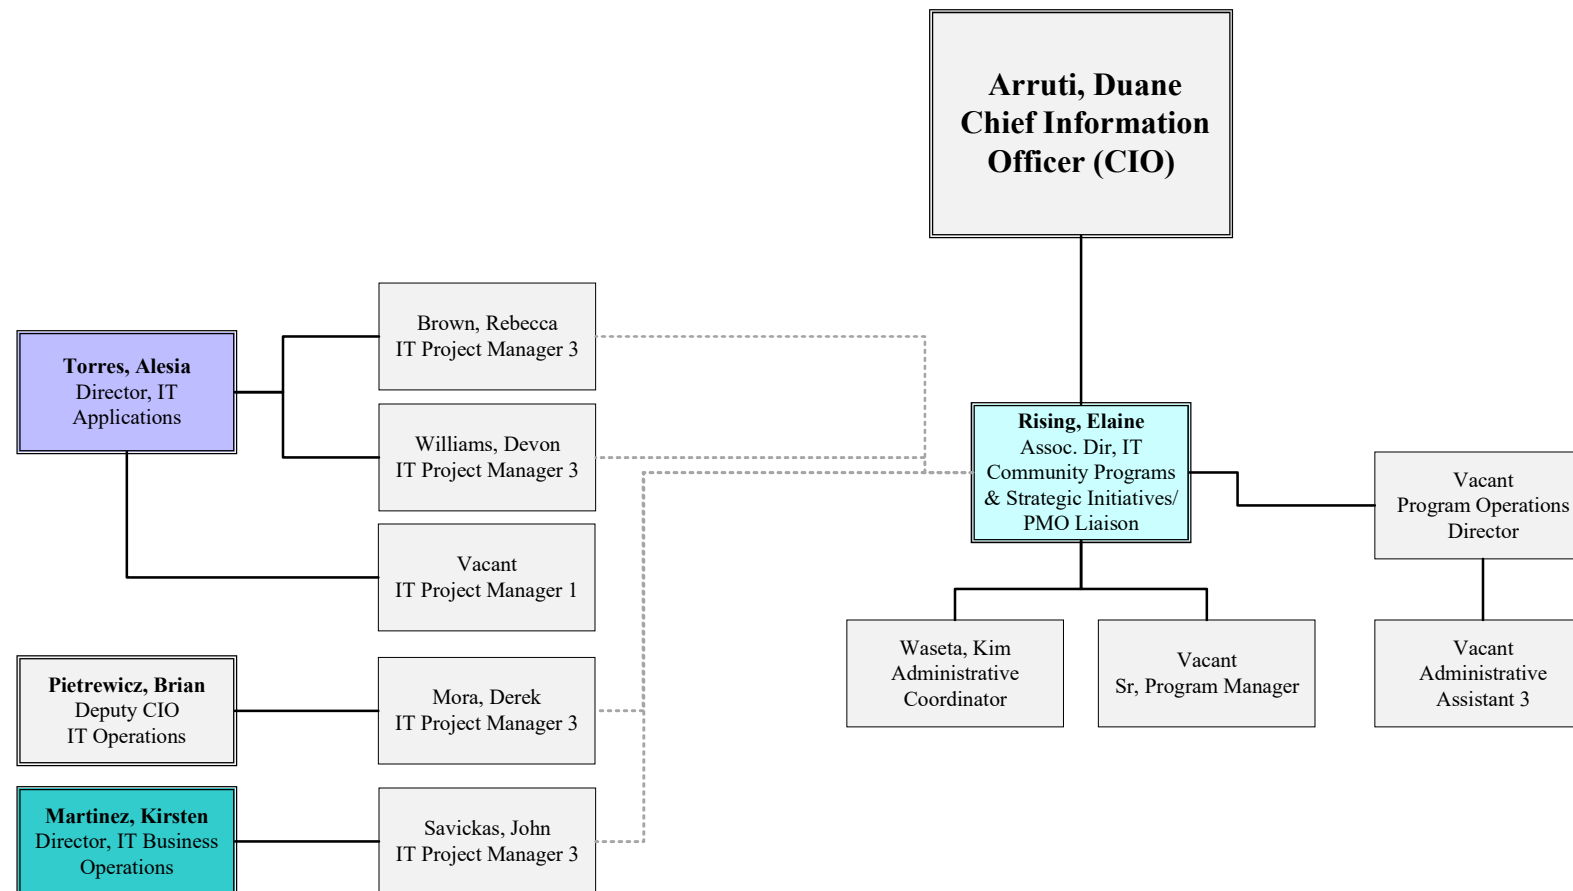 Arruti, Duane
Chief Information
Officer (CIO)
Brown, Rebecca
IT Project Manager 3
Torres, Alesia
Director, IT
Applications
Williams, Devon
IT Project Manager 3
Rising, Elaine
Assoc. Dir, IT
Community Programs
& Strategic Initiatives/
PMO Liaison
Vacant
Program Operations
Director
Vacant
IT Project Manager 1
Waseta, Kim
Administrative
Coordinator
Vacant
Sr, Program Manager
Vacant
Administrative
Assistant 3
Pietrewicz, Brian
Deputy CIO
IT Operations
Mora, Derek
IT Project Manager 3
Martinez, Kirsten
Director, IT Business
Operations
Savickas, John
IT Project Manager 3